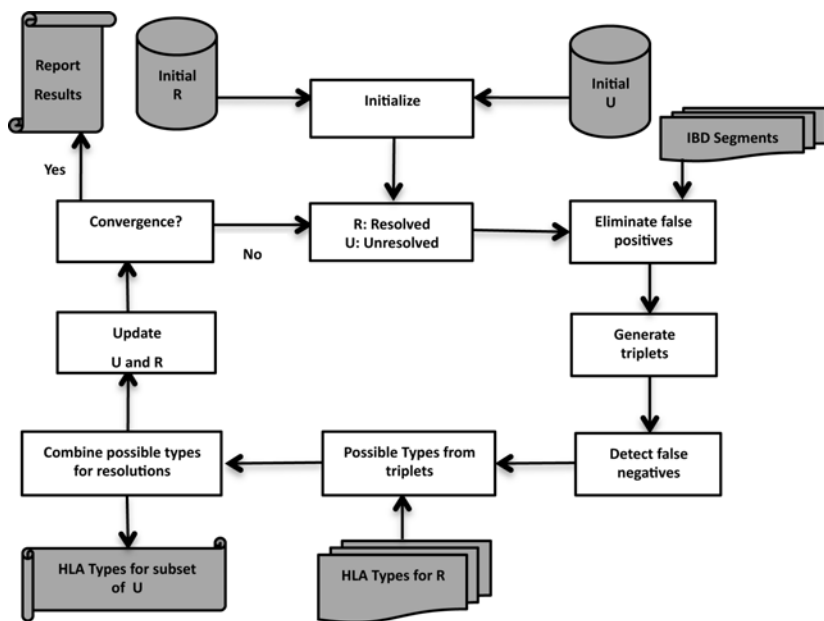 Report
Results
Initial
R
Initialize
Initial
U
IBD Segments
Yes
Convergence?
No
R: Resolved
U: Unresolved
Eliminate false
positives
Update
U and R
Generate
triplets
Combine possible types
for resolutions
Possible Types from
triplets
Detect false
negatives
HLA Types for subset
of U
HLA Types for R